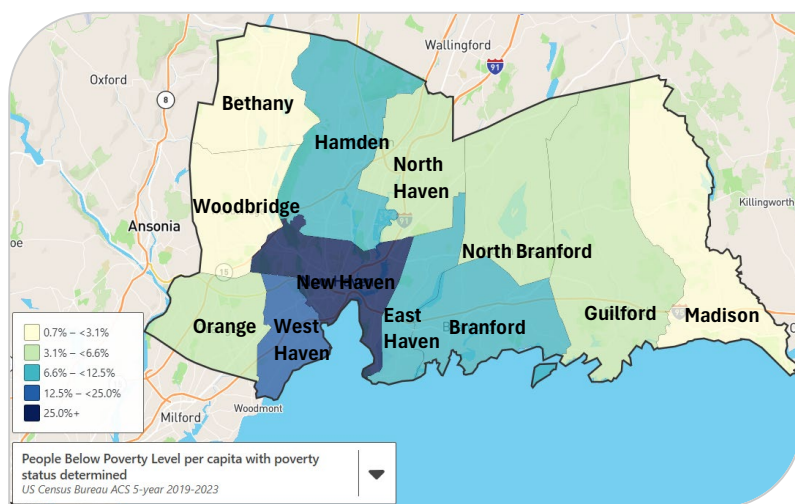 Wallingford
91
Oxford
8
Bethany
Hamden
North
Haven
Killingworth
Woodbridge
Ansonia
91
15
New Haven
North Branford
Orange
West
Haven
East
Haven
Branford
Guilford
Madison
0.7% – <3.1%
3.1% – <6.6%
6.6% – <12.5%
12.5% – <25.0%
25.0%+
Milford
Woodmont
People Below Poverty Level per capita with poverty
status determined
US Census Bureau ACS 5-year 2019-2023